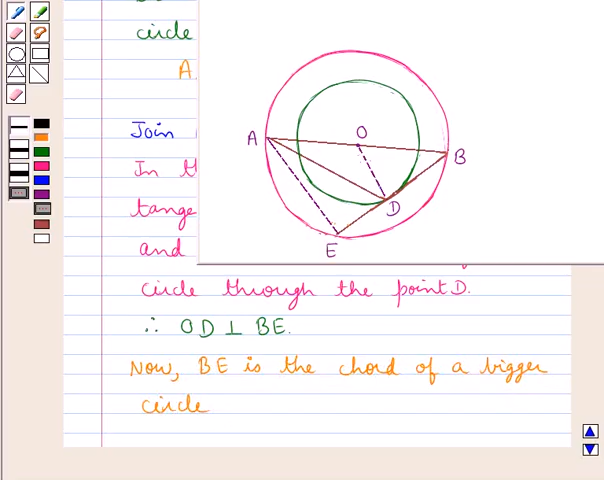 circle
A
Join
In th
tange
and
A
O
B
D
E
circle through the point D.
∴ OD ⊥ BE.
Now, BE is the chord of a bigger
circle